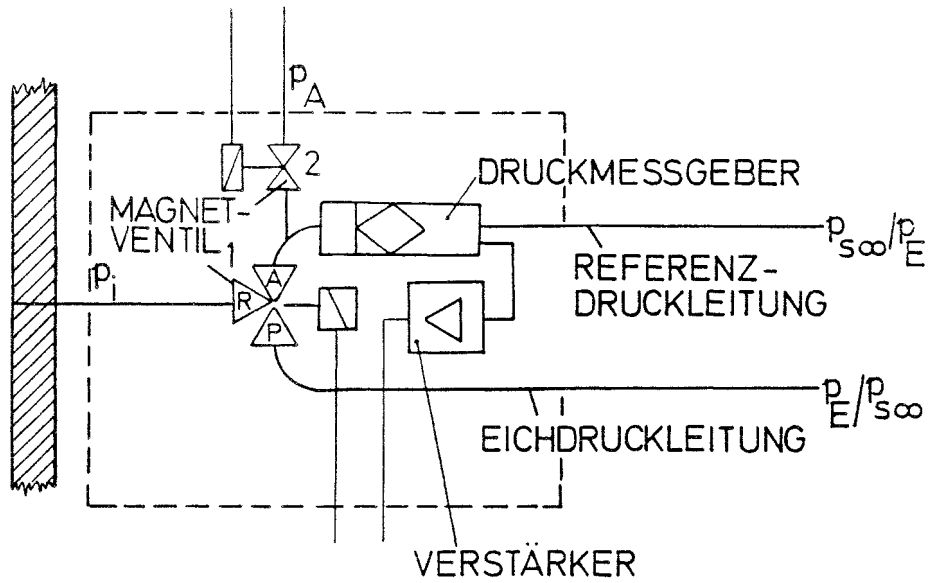 p_A
2
DRUCKMESSGEBER
MAGNET-
VENTIL 1
p_s∞/p_E
REFERENZ-
DRUCKLEITUNG
p_i
A
R
P
p_E/p_s∞
EICHDRUCKLEITUNG
VERSTÄRKER